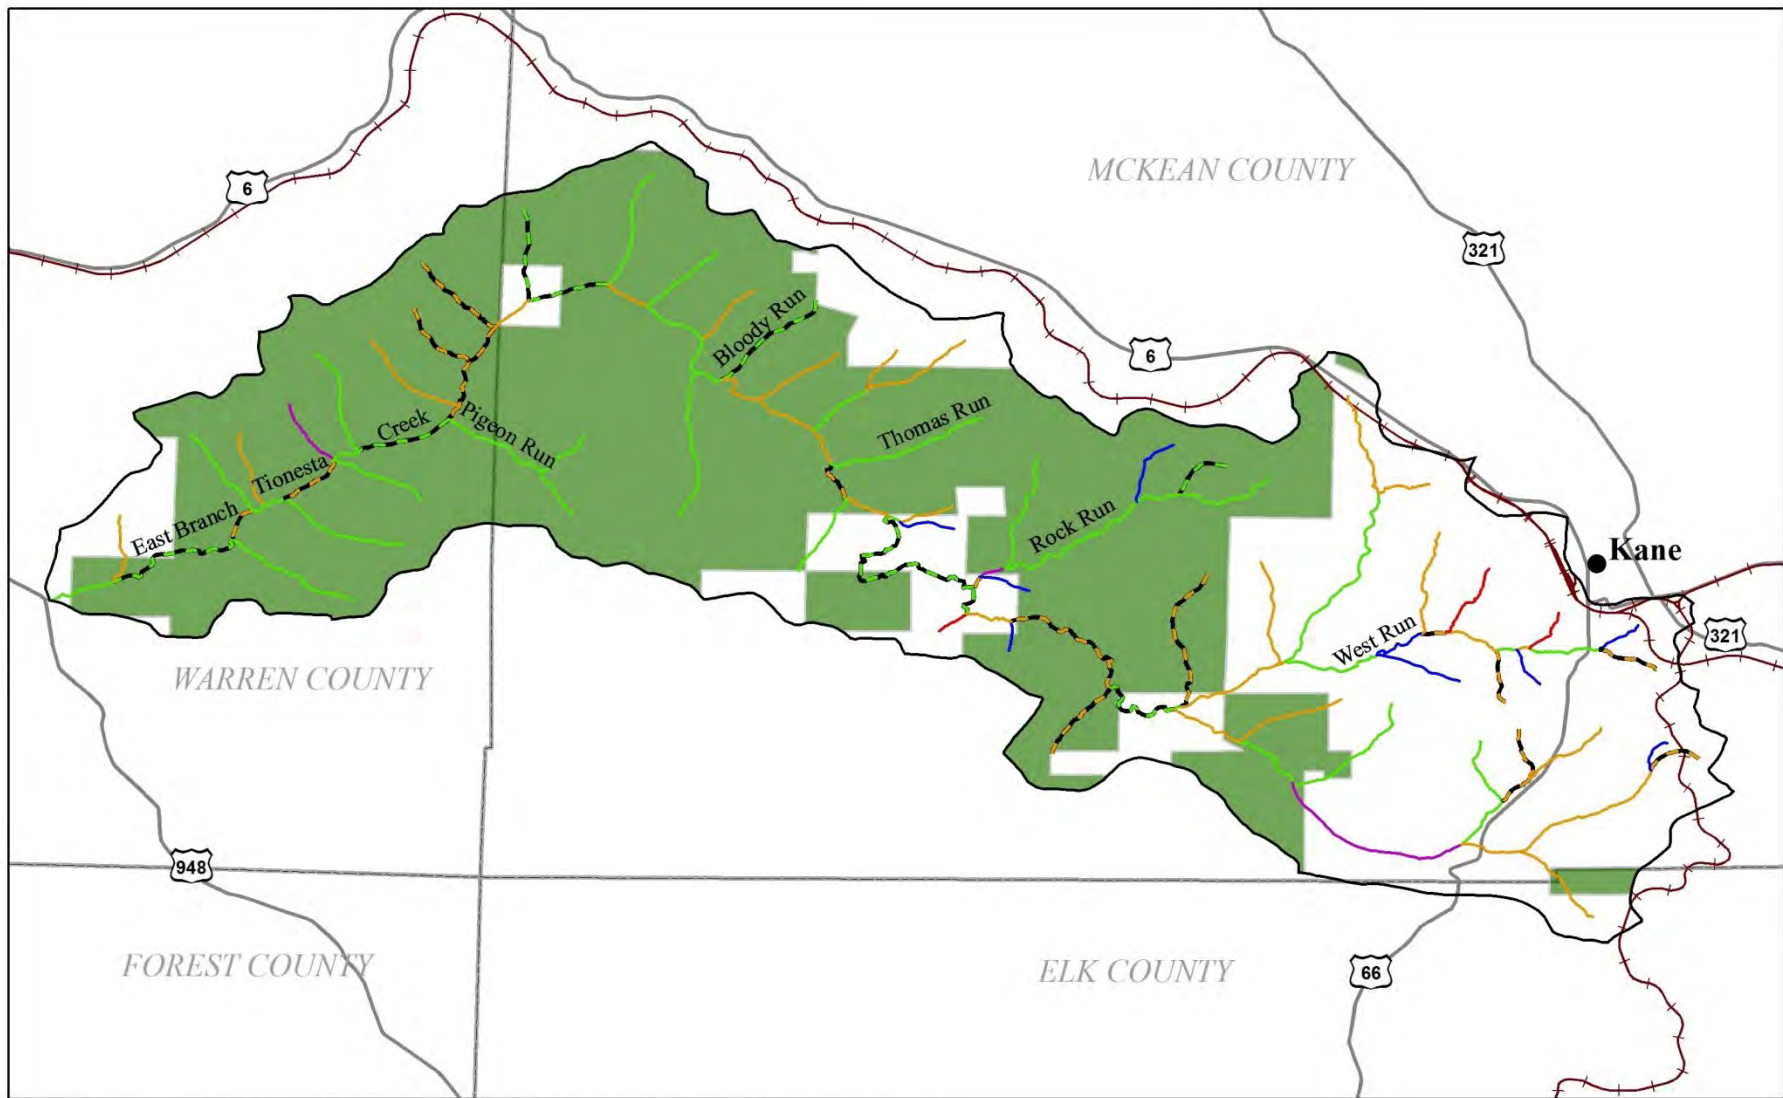 MCKEAN COUNTY
6
321
Bloody Run
6
Creek
Pigeon Run
Thomas Run
Tionesta
East Branch
Rock Run
Kane
West Run
321
WARREN COUNTY
948
FOREST COUNTY
ELK COUNTY
66